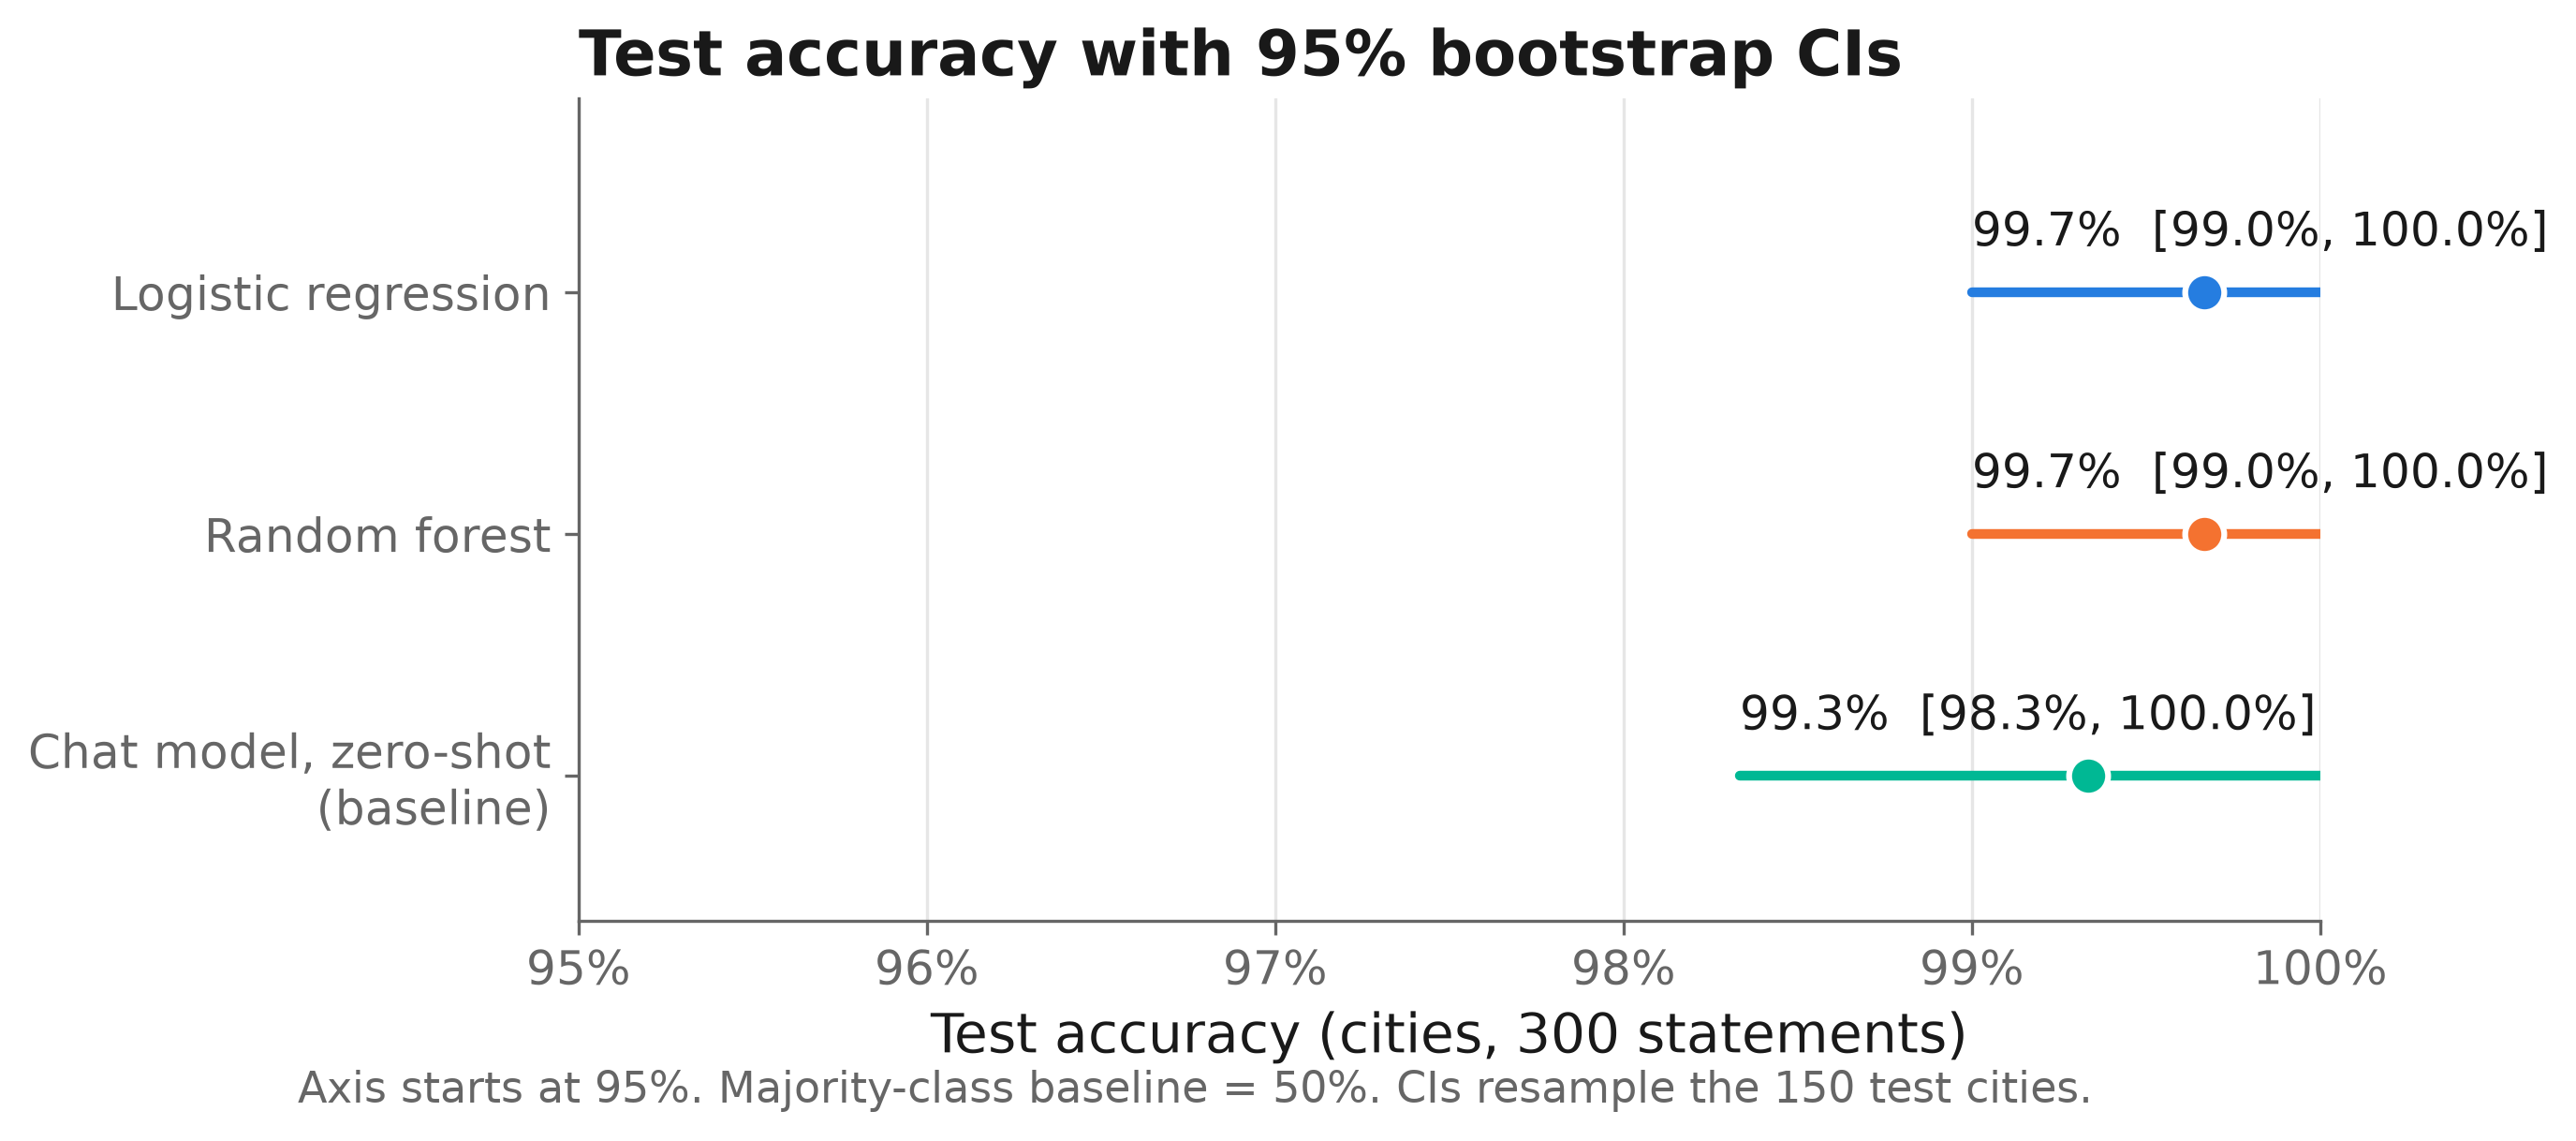 Test accuracy with 95% bootstrap CIs
99.7%  [99.0%, 100.0%]
Logistic regression
99.7%  [99.0%, 100.0%]
Random forest
99.3%  [98.3%, 100.0%]
Chat model, zero-shot
(baseline)
95% 96% 97% 98% 99% 100%
Test accuracy (cities, 300 statements)
Axis starts at 95%. Majority-class baseline = 50%. CIs resample the 150 test cities.